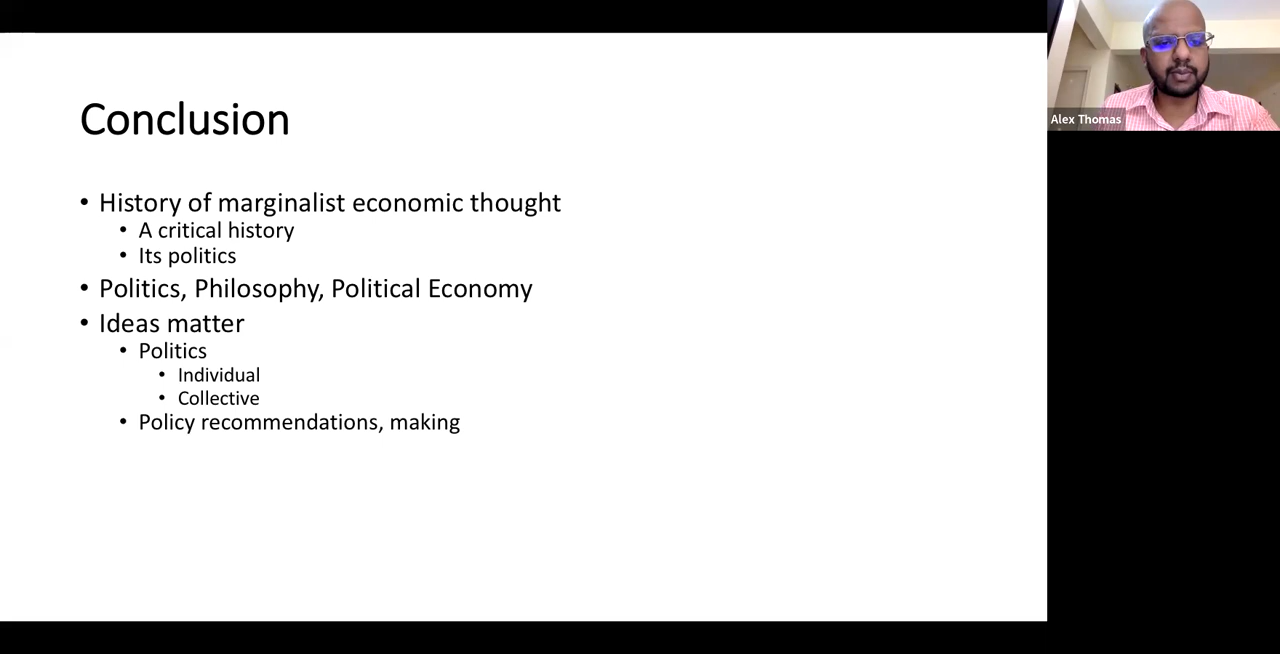 Conclusion
• History of marginalist economic thought
• A critical history
• Its politics
• Politics, Philosophy, Political Economy
• Ideas matter
• Politics
• Individual
• Collective
• Policy recommendations, making
Alex Thomas